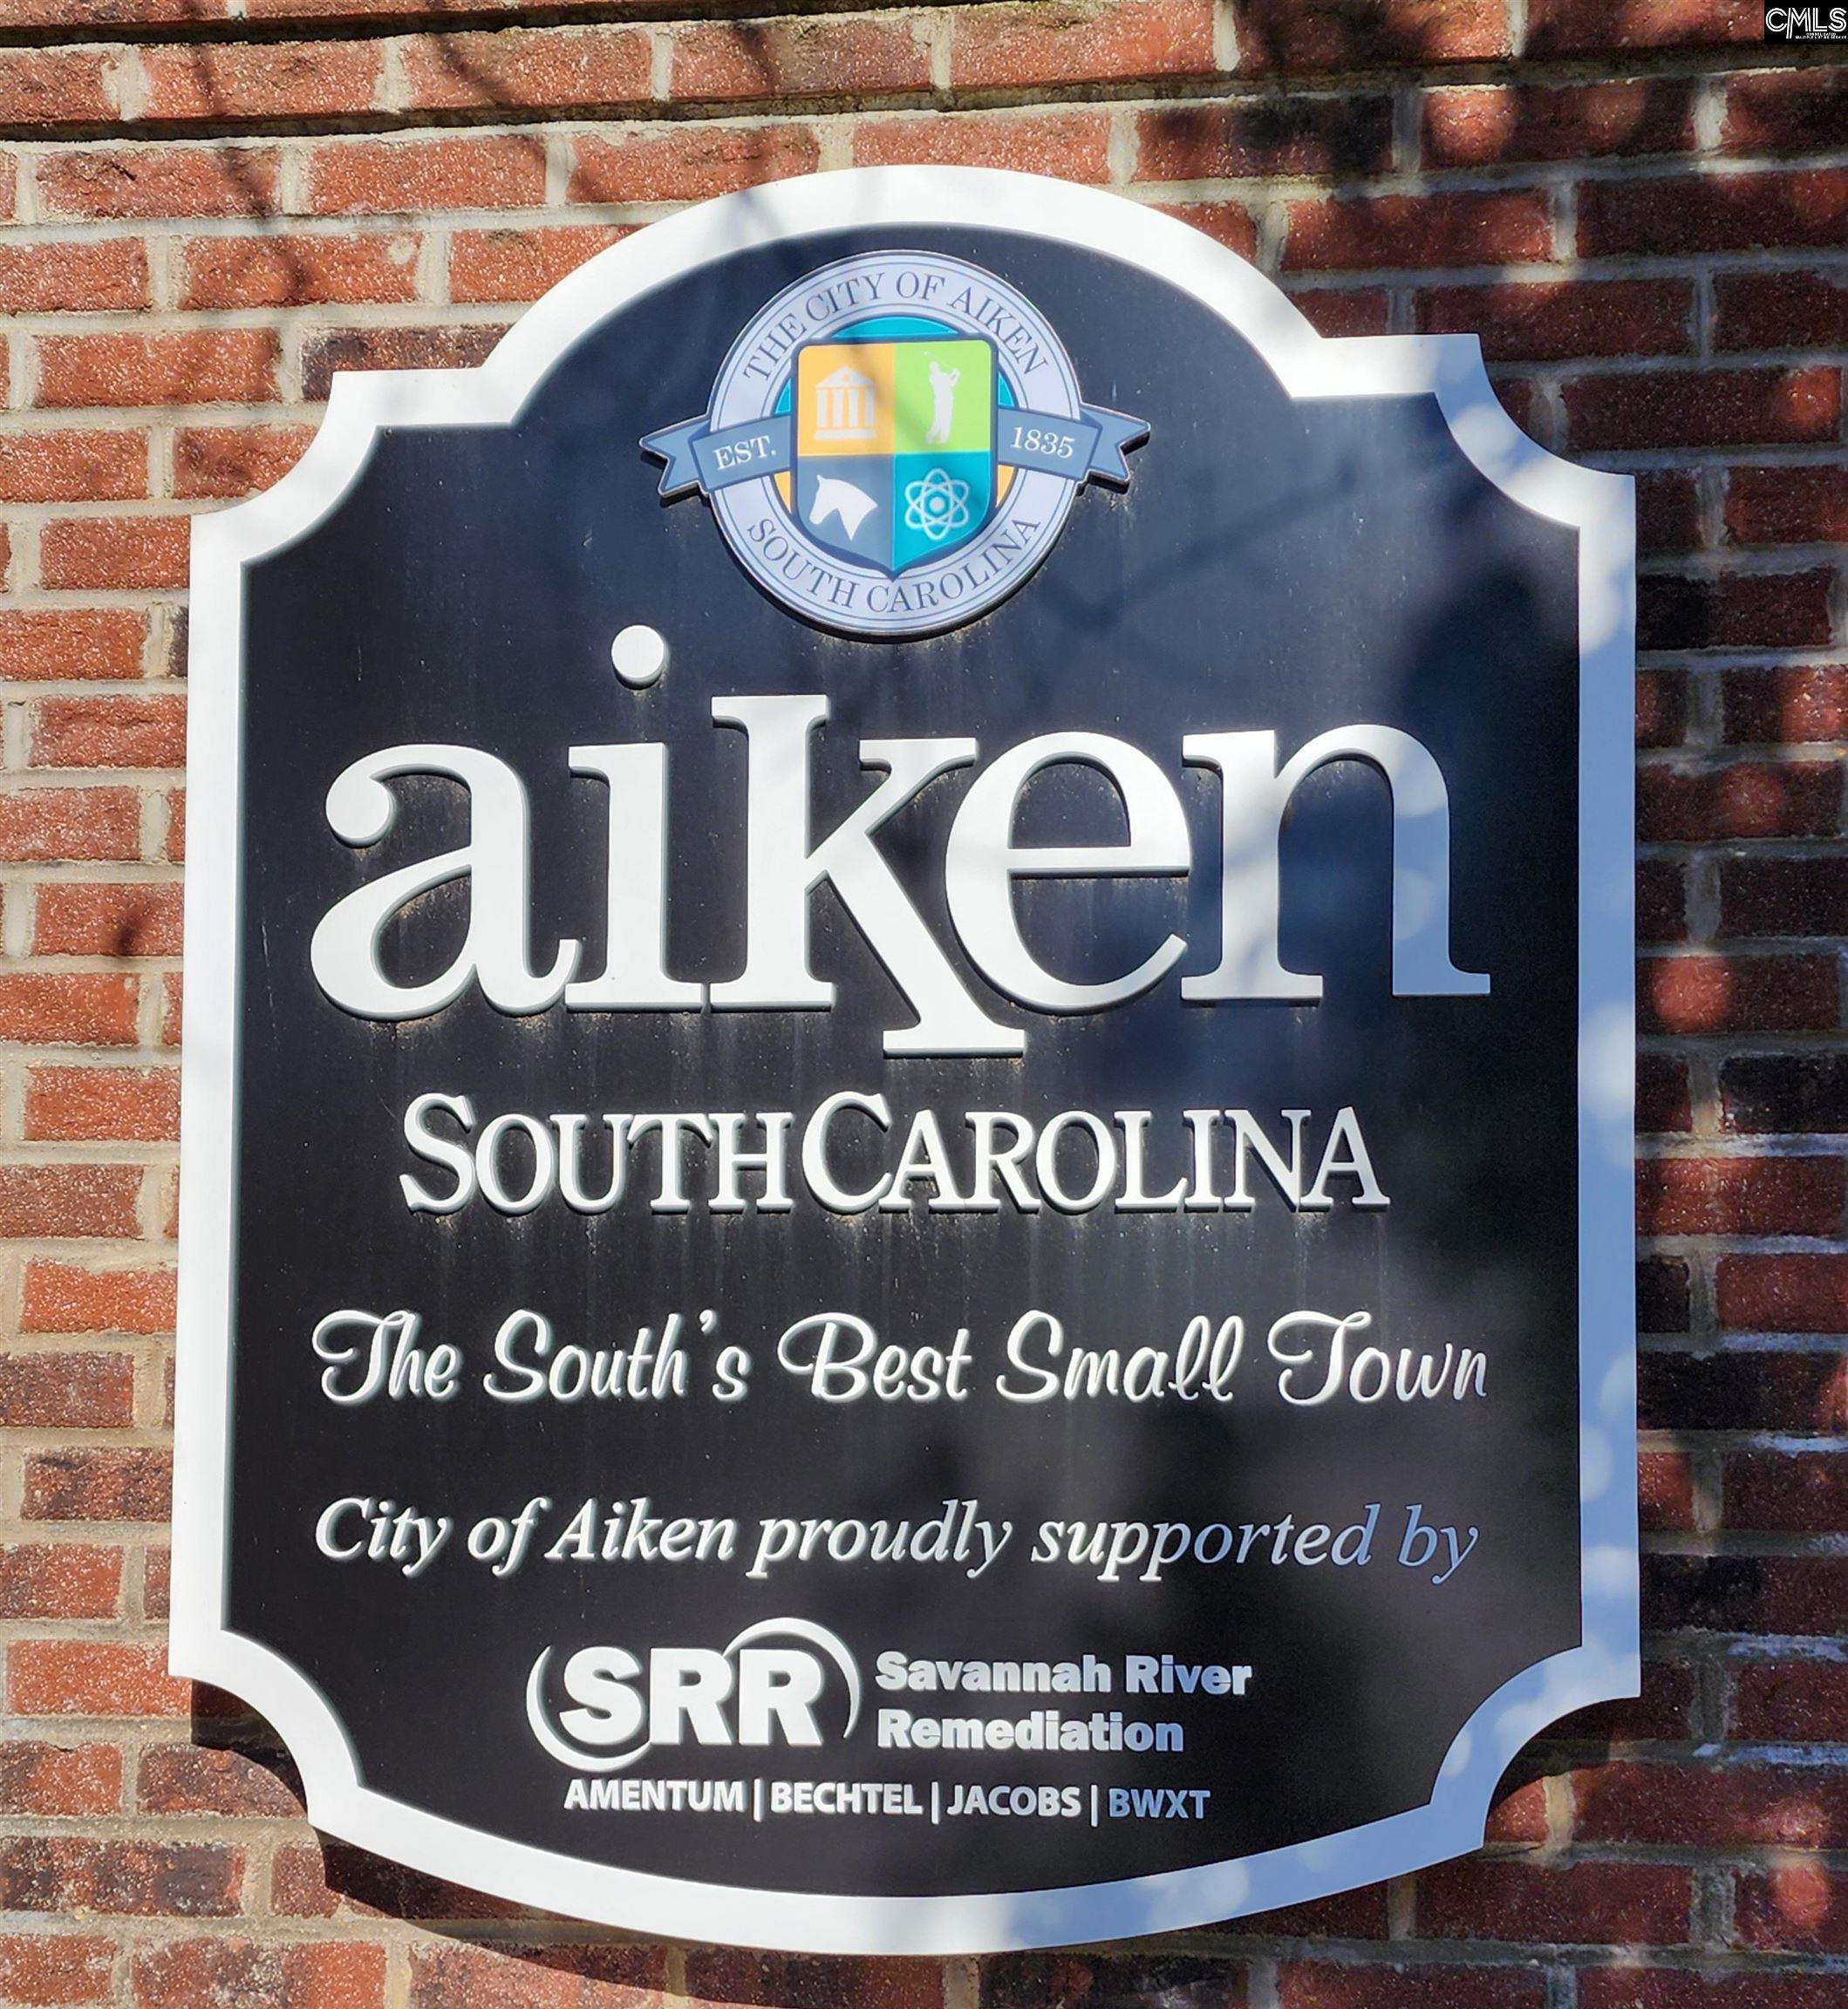 CMLS
THE CITY OF AIKEN
EST. 1835
SOUTH CAROLINA
aiken
SOUTH CAROLINA
The South's Best Small Town
City of Aiken proudly supported by
SRR Savannah River
Remediation
AMENTUM | BECHTEL | JACOBS | BWXT